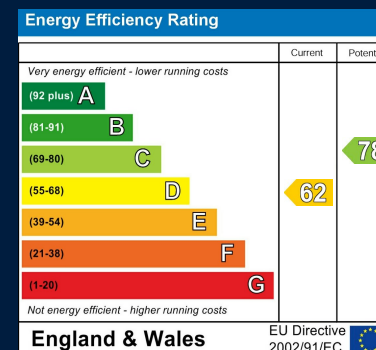 Energy Efficiency Rating
Current
Very energy efficient - lower running costs
(92 plus) A
(81-91) B
(69-80) C
78
(55-68) D
62
(39-54) E
(21-38) F
(1-20) G
Not energy efficient - higher running costs
England & Wales
EU Directive
2002/91/EC